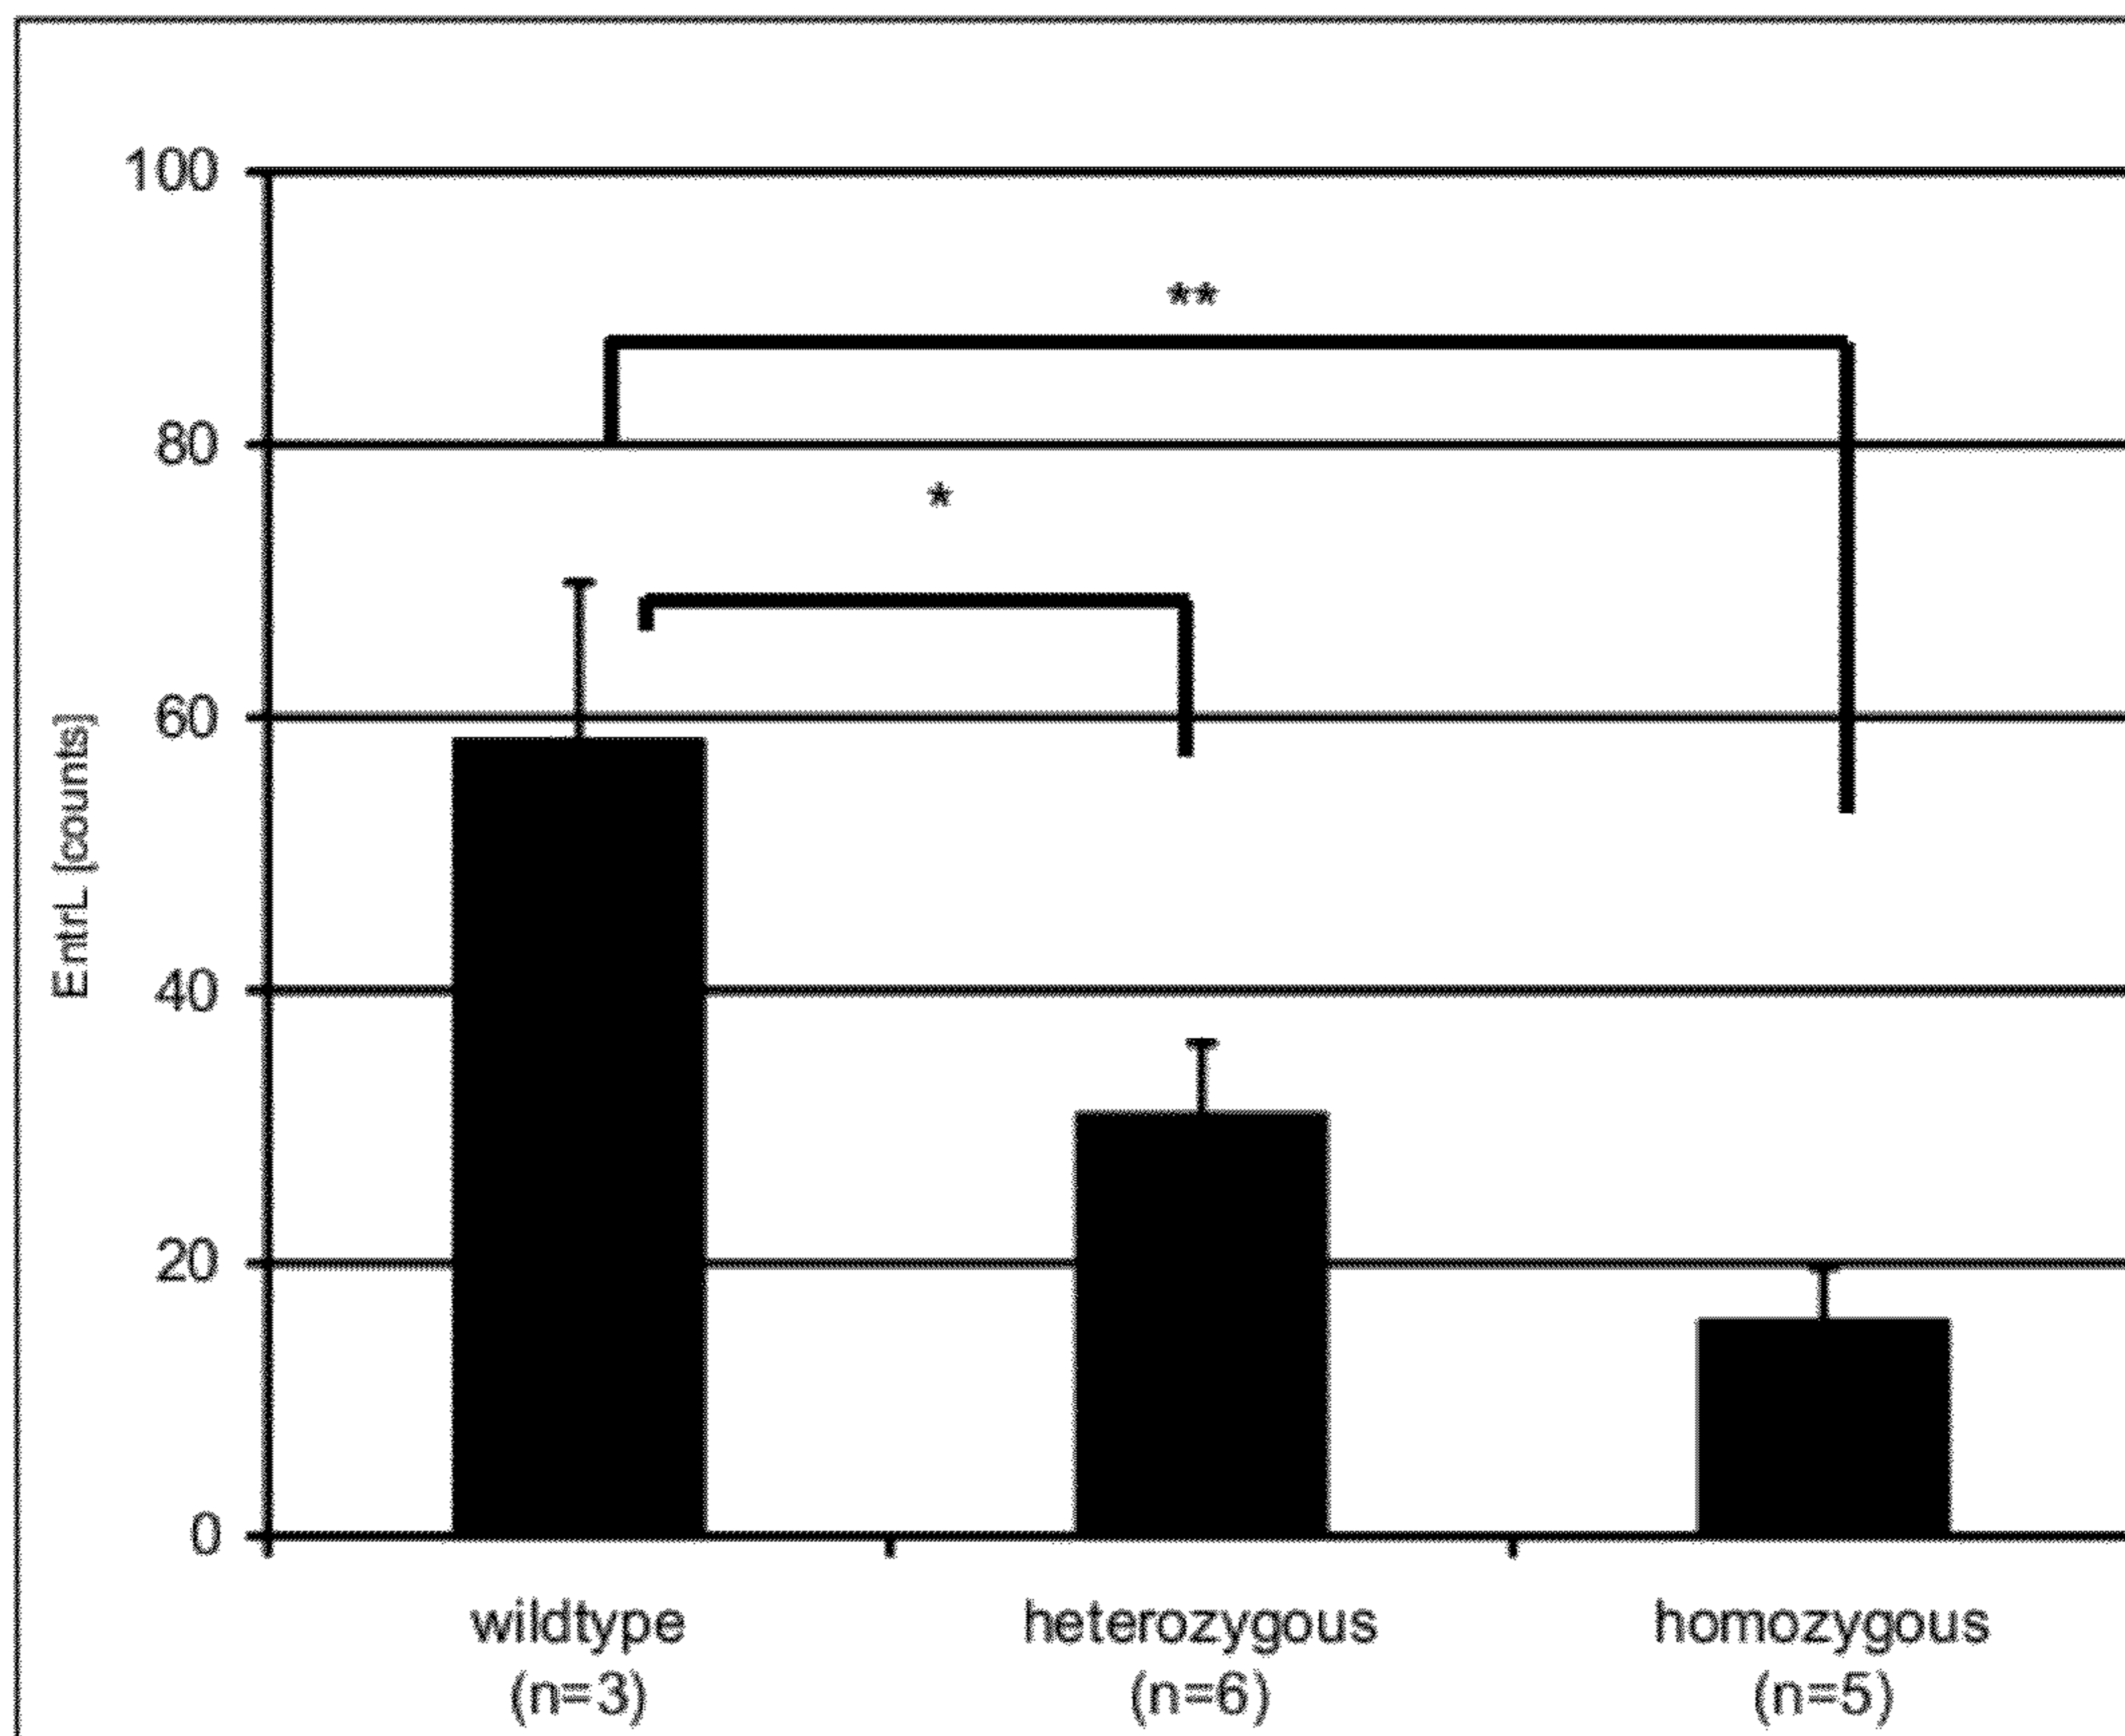 100
**
80
*
60
EntrL [counts]
40
20
0
wildtype
(n=3)
heterozygous
(n=6)
homozygous
(n=5)